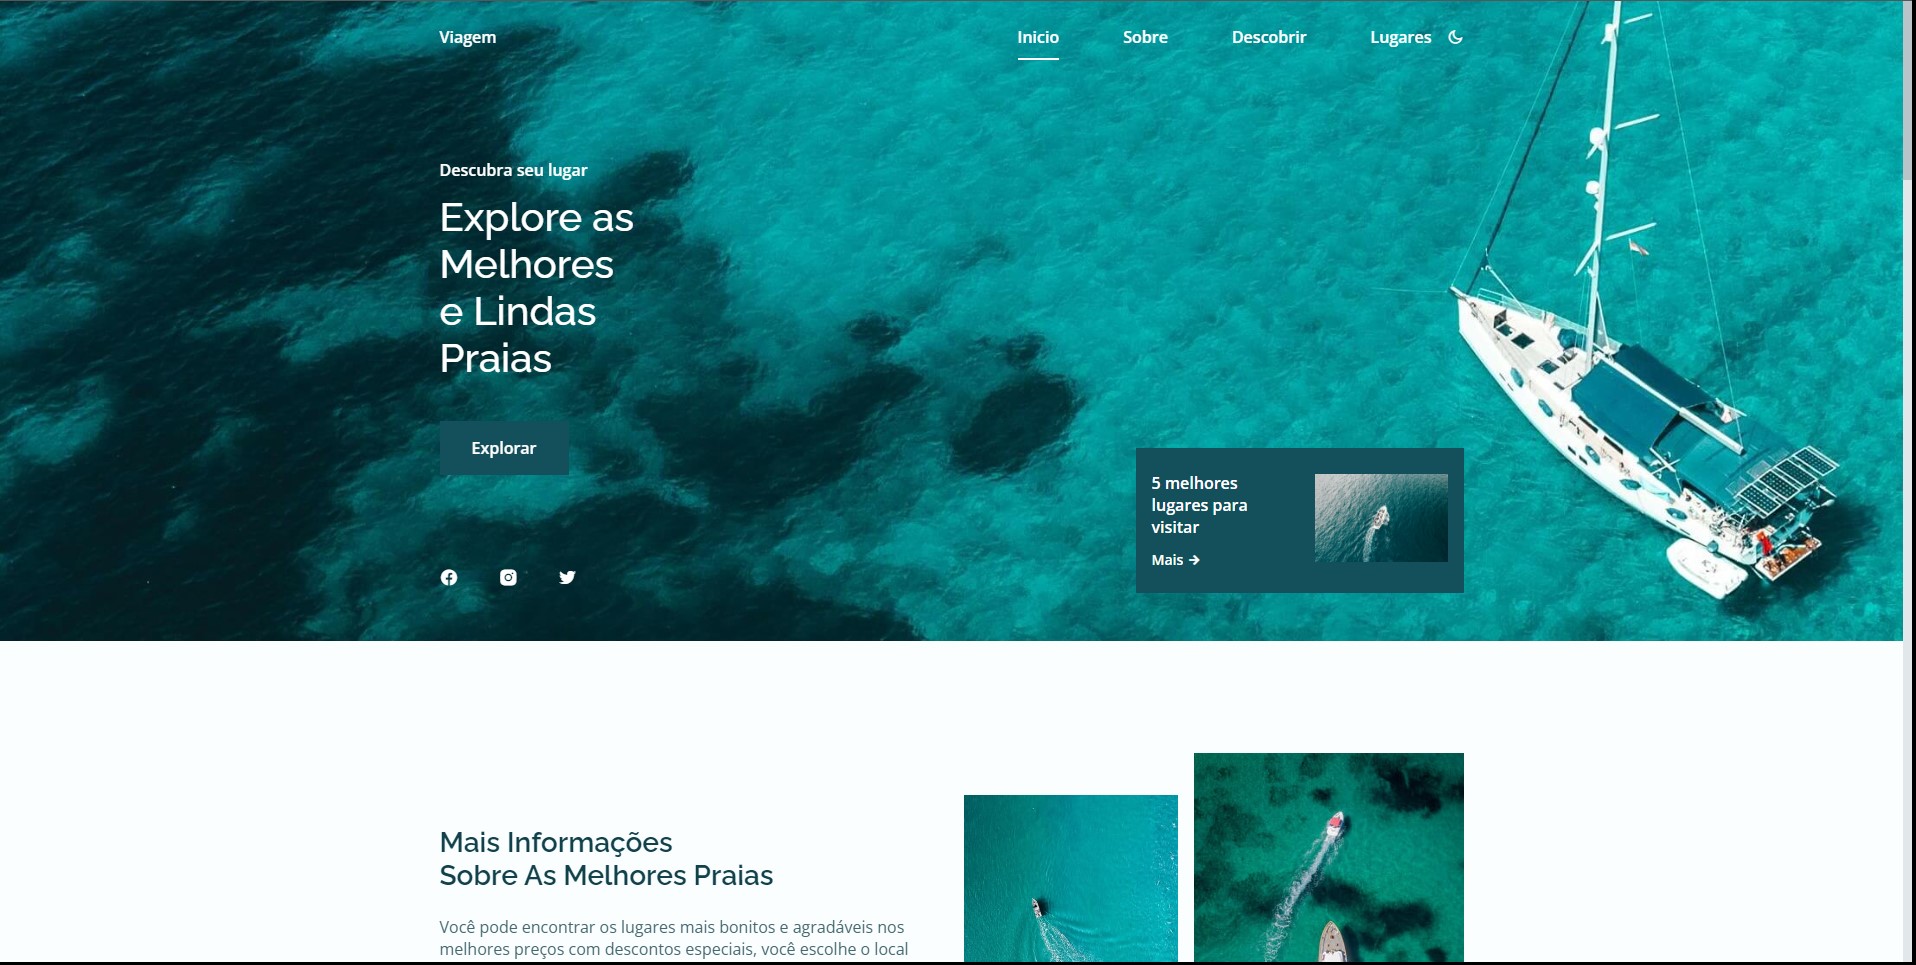 Viagem
Inicio Sobre Descobrir Lugares
Descubra seu lugar
Explore as
Melhores
e Lindas
Praias
Explorar
5 melhores
lugares para
visitar
Mais →
Mais Informações
Sobre As Melhores Praias
Você pode encontrar os lugares mais bonitos e agradáveis nos
melhores preços com descontos especiais, você escolhe o local